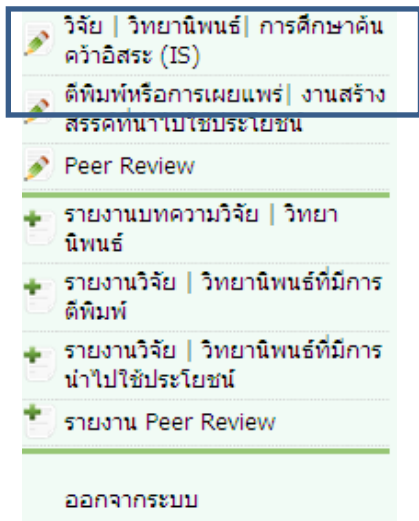 วิจัย | วิทยานิพนธ์| การศึกษาค้น
คว้าอิสระ (IS)
ตีพิมพ์หรือการเผยแพร่| งานสร้าง
สรรค์ที่นำไปใช้ประโยชน์
Peer Review
รายงานบทความวิจัย | วิทยา
นิพนธ์
รายงานวิจัย | วิทยานิพนธ์ที่มีการ
ตีพิมพ์
รายงานวิจัย | วิทยานิพนธ์ที่มีการ
นำไปใช้ประโยชน์
รายงาน Peer Review
ออกจากระบบ